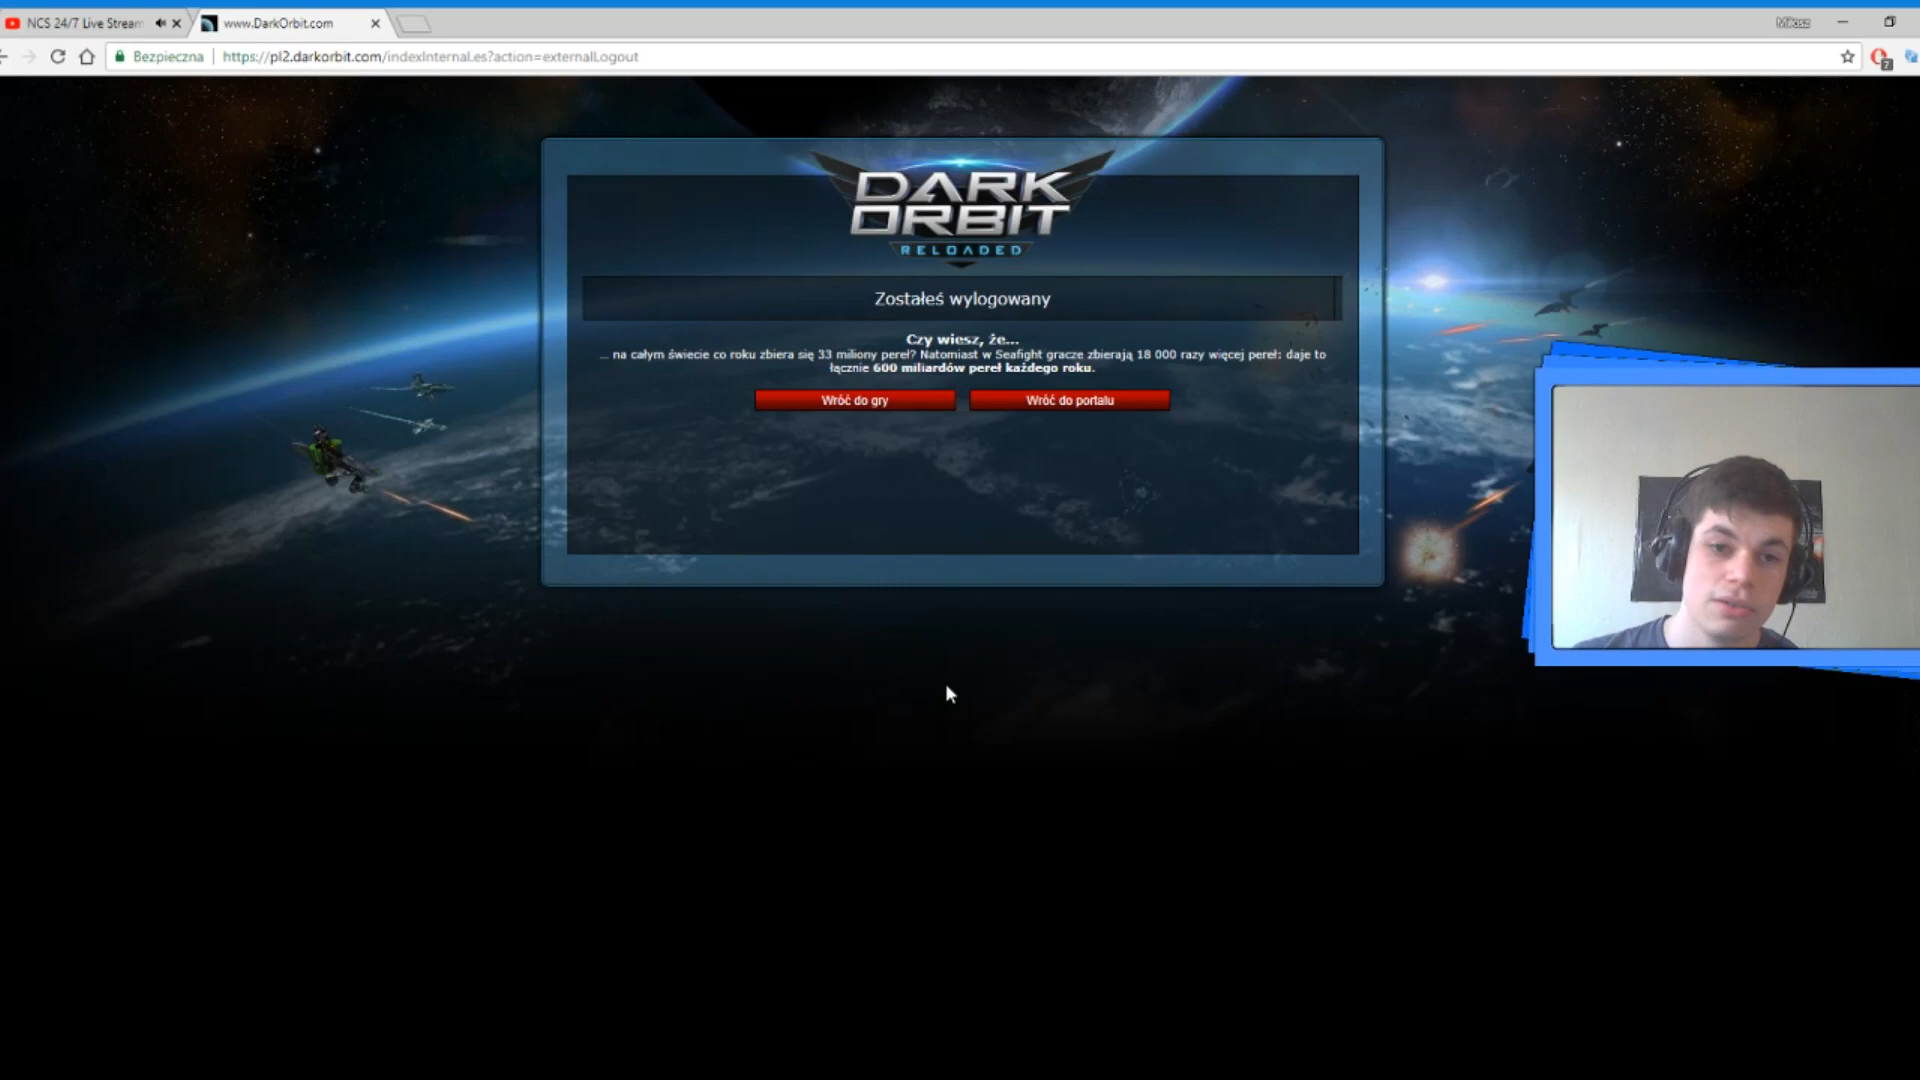 NCS 24/7 Live Stream
www.DarkOrbit.com
Miłosz
Bezpieczna
https://pl2.darkorbit.com/indexInternal.es?action=externalLogout
7
DARK
ORBIT
RELOADED
Zostałeś wylogowany
Czy wiesz, że...
... na całym świecie co roku zbiera się 33 miliony pereł? Natomiast w Seafight gracze zbierają 18 000 razy więcej pereł: daje to
łącznie 600 miliardów pereł każdego roku.
Wróć do gry
Wróć do portalu